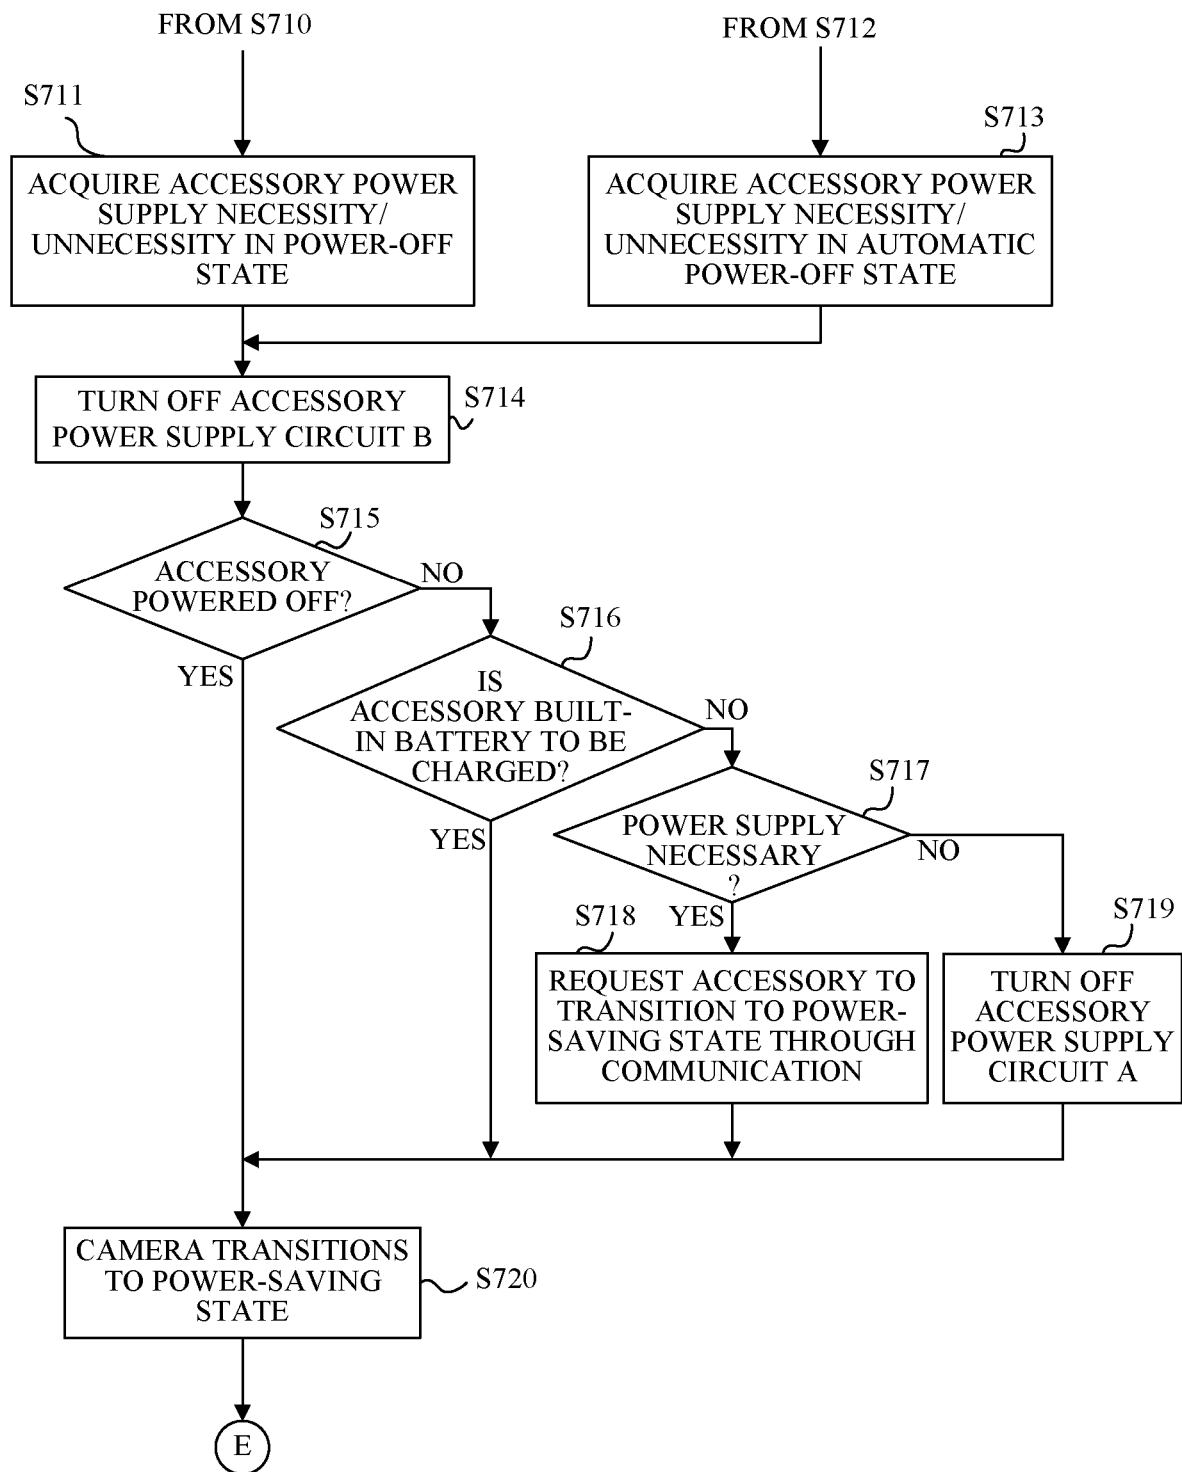 FROM S710
FROM S712
S711
S713
ACQUIRE ACCESSORY POWER
SUPPLY NECESSITY/
UNNECESSITY IN POWER-OFF
STATE
ACQUIRE ACCESSORY POWER
SUPPLY NECESSITY/
UNNECESSITY IN AUTOMATIC
POWER-OFF STATE
S714
TURN OFF ACCESSORY
POWER SUPPLY CIRCUIT B
S715
ACCESSORY
POWERED OFF?
NO
YES
S716
IS
ACCESSORY BUILT-
IN BATTERY TO BE
CHARGED?
NO
YES
S717
POWER SUPPLY
NECESSARY
?
NO
YES
S718
REQUEST ACCESSORY TO
TRANSITION TO POWER-
SAVING STATE THROUGH
COMMUNICATION
S719
TURN OFF
ACCESSORY
POWER SUPPLY
CIRCUIT A
CAMERA TRANSITIONS
TO POWER-SAVING
STATE
S720
E